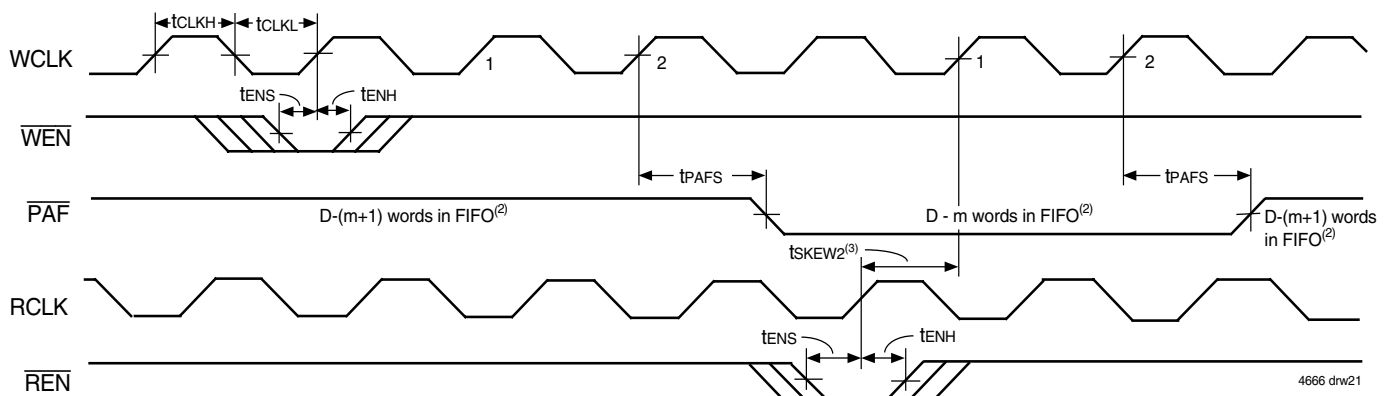 tCLKH tCLKL
WCLK 1 2 1 2
tENS tENH
WEN
tPAFS tPAFS
PAF D-(m+1) words in FIFO(2) D - m words in FIFO(2) D-(m+1) words
in FIFO(2)
tSKEW2(3)
RCLK
tENS tENH
REN
4666 drw21